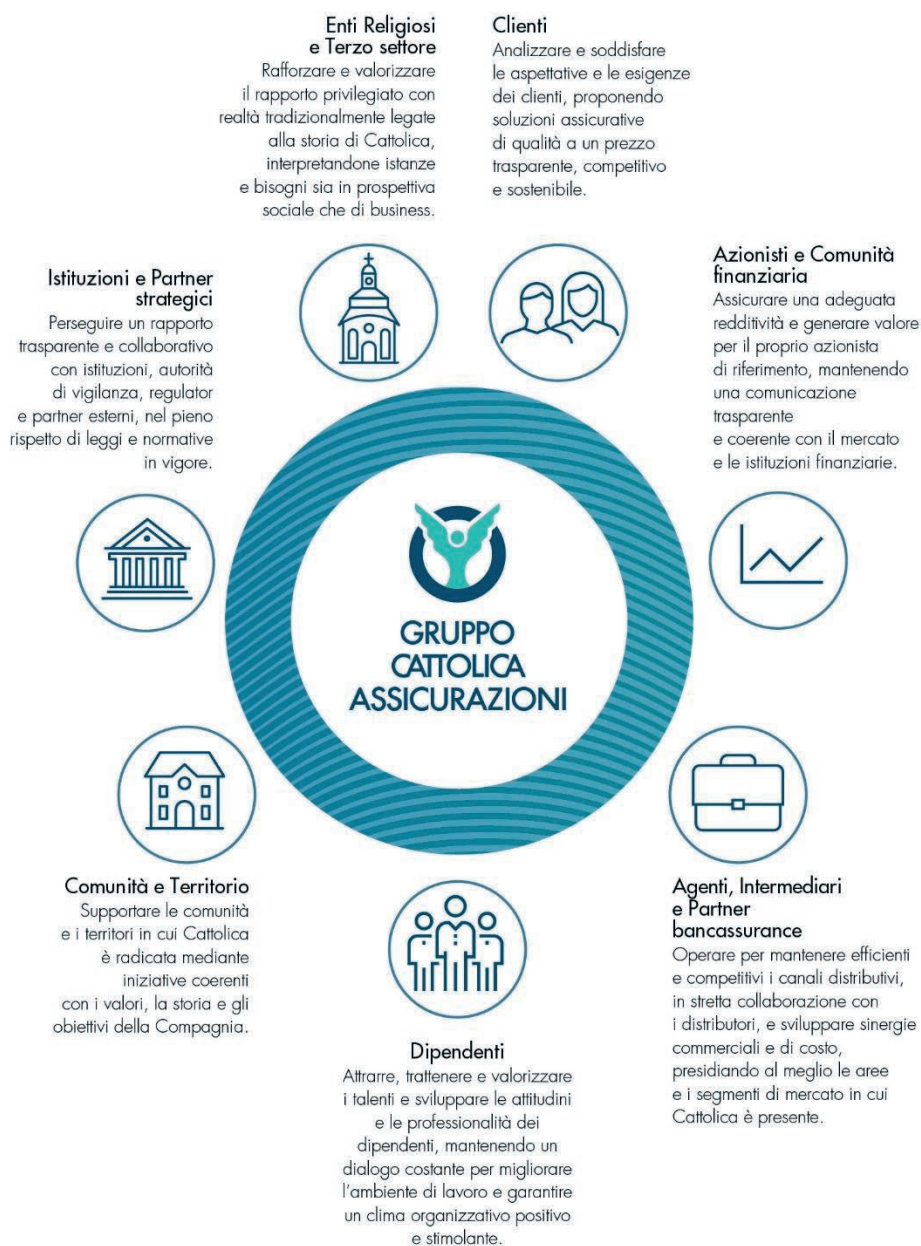 Enti Religiosi
e Terzo settore
Rafforzare e valorizzare
il rapporto privilegiato con
realtà tradizionalmente legate
alla storia di Cattolica,
interpretandone istanze
e bisogni sia in prospettiva
sociale che di business.
Clienti
Analizzare e soddisfare
le aspettative e le esigenze
dei clienti, proponendo
soluzioni assicurative
di qualità a un prezzo
trasparente, competitivo
e sostenibile.
Istituzioni e Partner
strategici
Perseguire un rapporto
trasparente e collaborativo
con istituzioni, autorità
di vigilanza, regulator
e partner esterni, nel pieno
rispetto di leggi e normative
in vigore.
Azionisti e Comunità
finanziaria
Assicurare una adeguata
redditività e generare valore
per il proprio azionista
di riferimento, mantenendo
una comunicazione
trasparente
e coerente con il mercato
e le istituzioni finanziarie.
GRUPPO
CATTOLICA
ASSICURAZIONI
Comunità e Territorio
Supportare le comunità
e i territori in cui Cattolica
è radicata mediante
iniziative coerenti
con i valori, la storia e gli
obiettivi della Compagnia.
Dipendenti
Attrarre, trattenere e valorizzare
i talenti e sviluppare le attitudini
e le professionalità dei
dipendenti, mantenendo un
dialogo costante per migliorare
l'ambiente di lavoro e garantire
un clima organizzativo positivo
e stimolante.
Agenti, Intermediari
e Partner
bancassurance
Operare per mantenere efficienti
e competitivi i canali distributivi,
in stretta collaborazione con
i distributori, e sviluppare sinergie
commerciali e di costo,
presidiando al meglio le aree
e i segmenti di mercato in cui
Cattolica è presente.